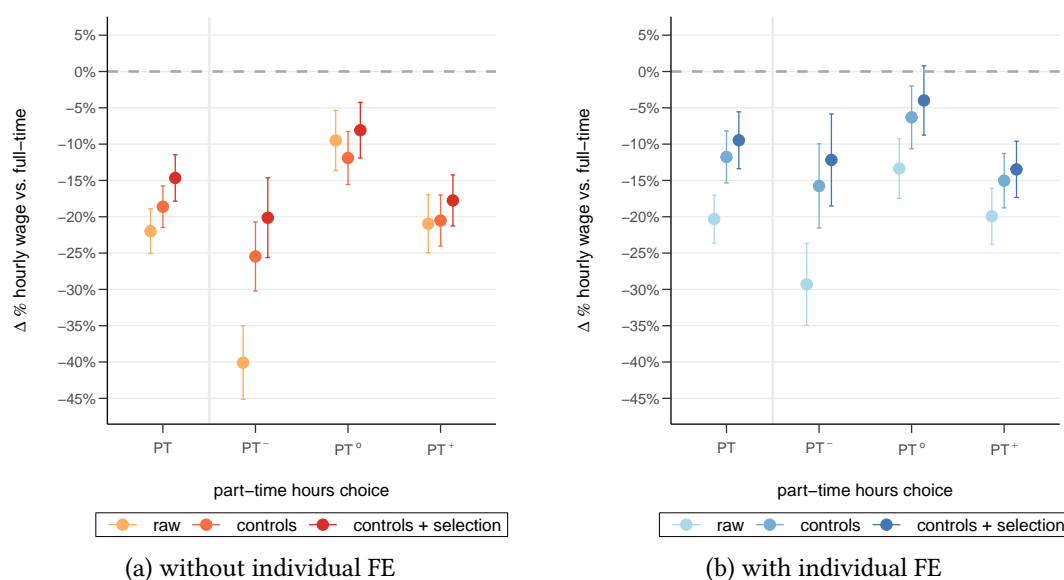 5%
0%
−5%
−10%
−15%
−20%
−25%
−30%
−35%
−40%
−45%
Δ % hourly wage vs. full−time
PT PT⁻ PT⁰ PT⁺
part−time hours choice
raw controls controls + selection
(a) without individual FE
5%
0%
−5%
−10%
−15%
−20%
−25%
−30%
−35%
−40%
−45%
Δ % hourly wage vs. full−time
PT PT⁻ PT⁰ PT⁺
part−time hours choice
raw controls controls + selection
(b) with individual FE